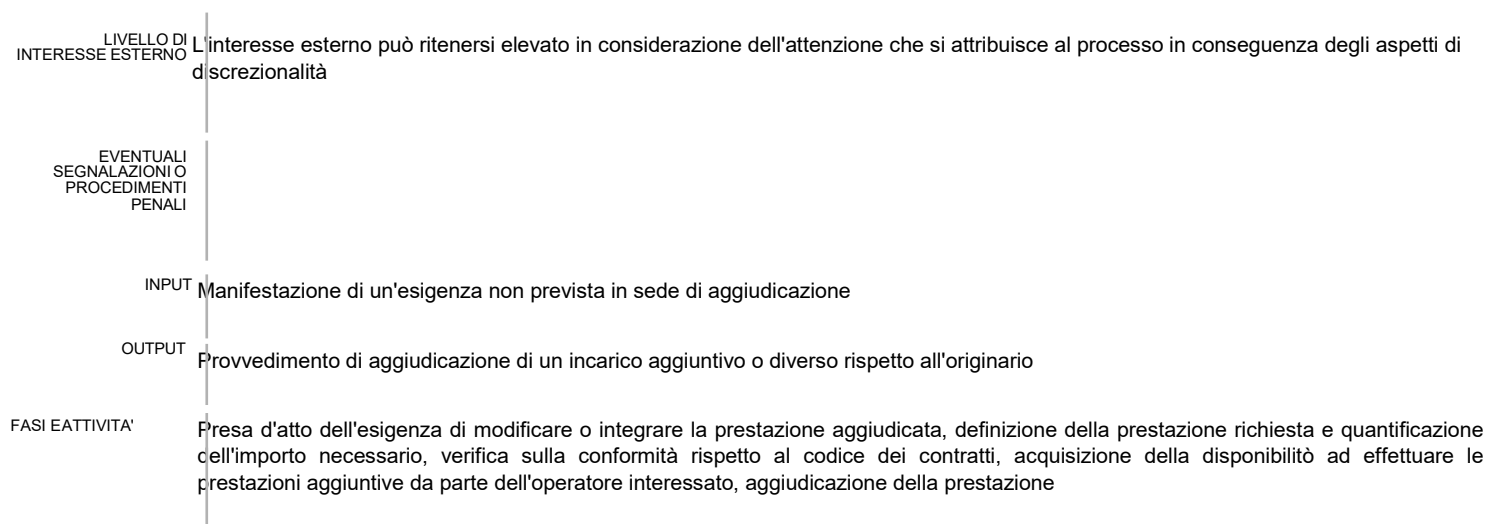 LIVELLO DI
INTERESSE ESTERNO
L'interesse esterno può ritenersi elevato in considerazione dell'attenzione che si attribuisce al processo in conseguenza degli aspetti di
discrezionalità
EVENTUALI
SEGNALAZIONI O
PROCEDIMENTI
PENALI
INPUT
Manifestazione di un'esigenza non prevista in sede di aggiudicazione
OUTPUT
Provvedimento di aggiudicazione di un incarico aggiuntivo o diverso rispetto all'originario
FASI EATTIVITA'
Presa d'atto dell'esigenza di modificare o integrare la prestazione aggiudicata, definizione della prestazione richiesta e quantificazione
dell'importo necessario, verifica sulla conformità rispetto al codice dei contratti, acquisizione della disponibilitò ad effettuare le
prestazioni aggiuntive da parte dell'operatore interessato, aggiudicazione della prestazione